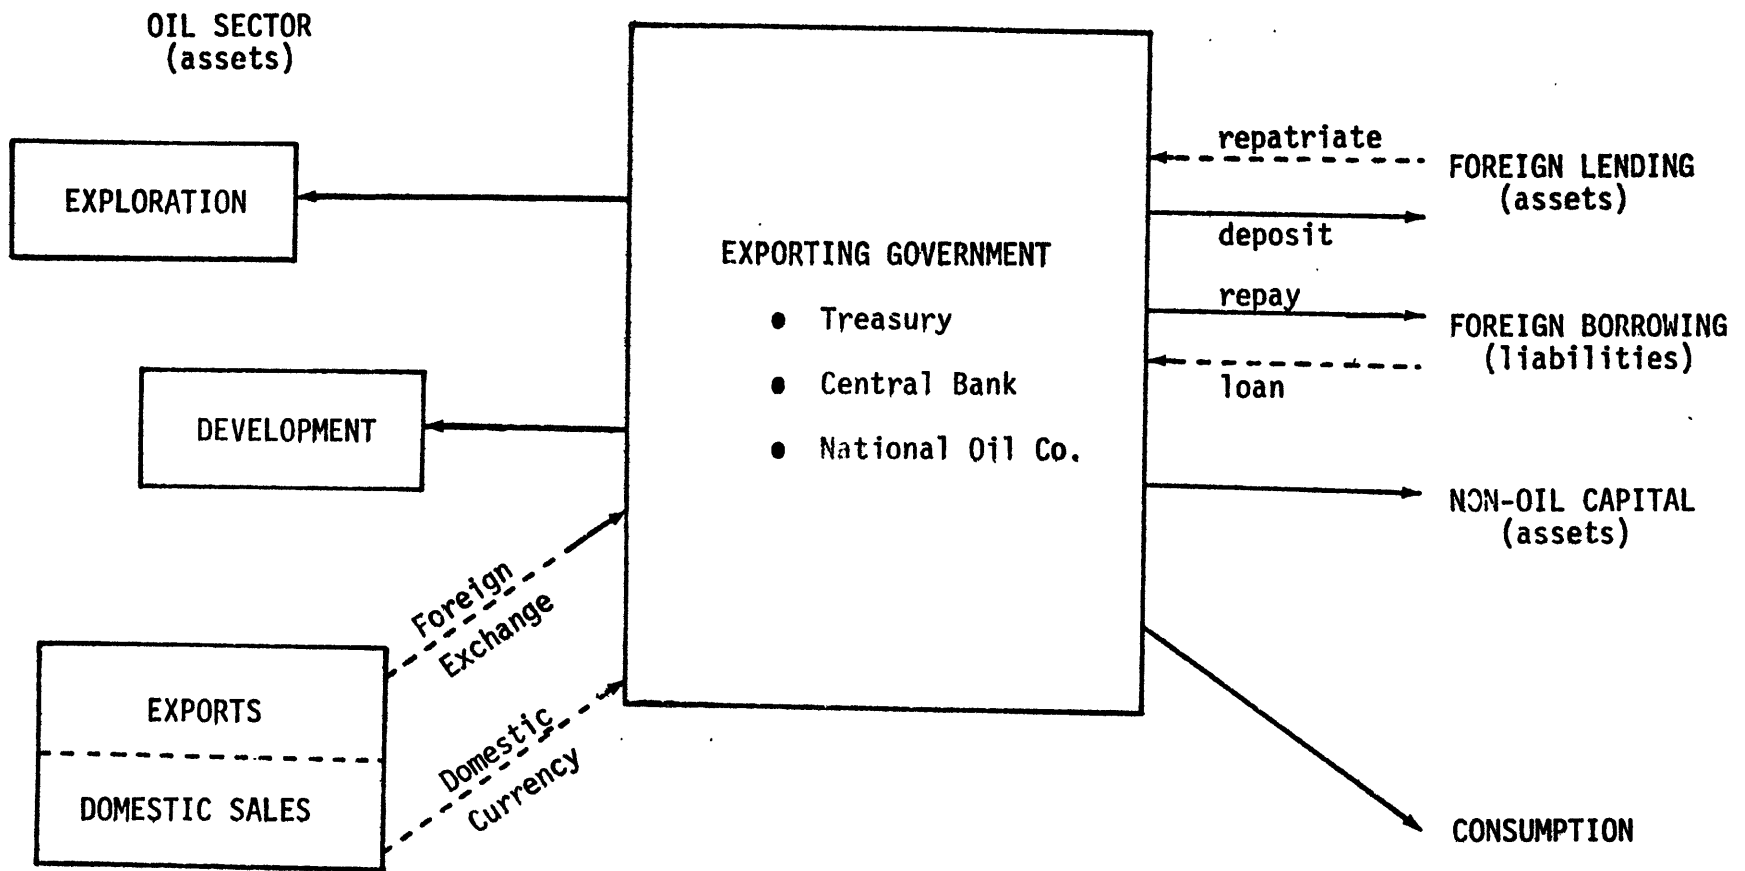 OIL SECTOR
(assets)
EXPLORATION
DEVELOPMENT
EXPORTS
DOMESTIC SALES
Foreign
Exchange
Domestic
Currency
EXPORTING GOVERNMENT
● Treasury
● Central Bank
● National Oil Co.
repatriate
FOREIGN LENDING
(assets)
deposit
repay
FOREIGN BORROWING
(liabilities)
loan
NON-OIL CAPITAL
(assets)
CONSUMPTION